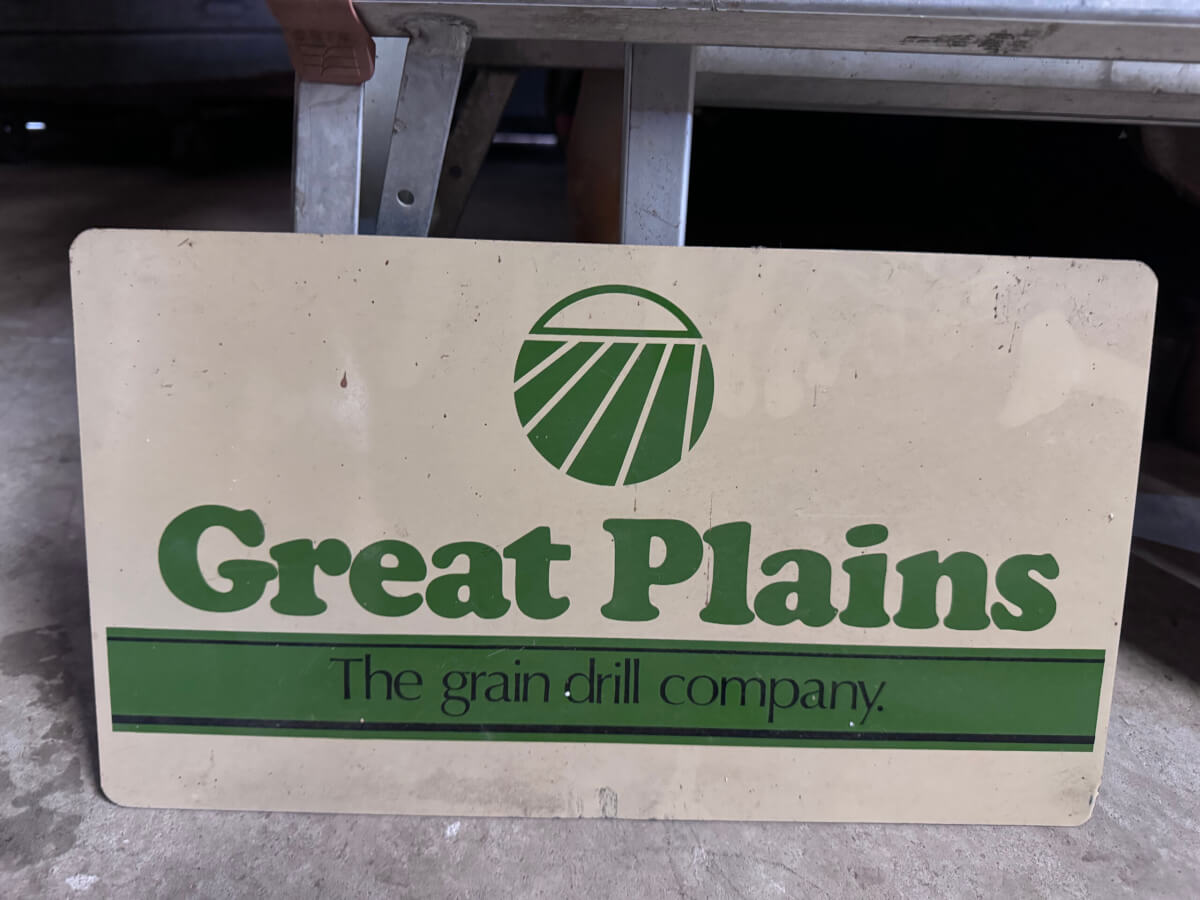 Great Plains
The grain drill company.